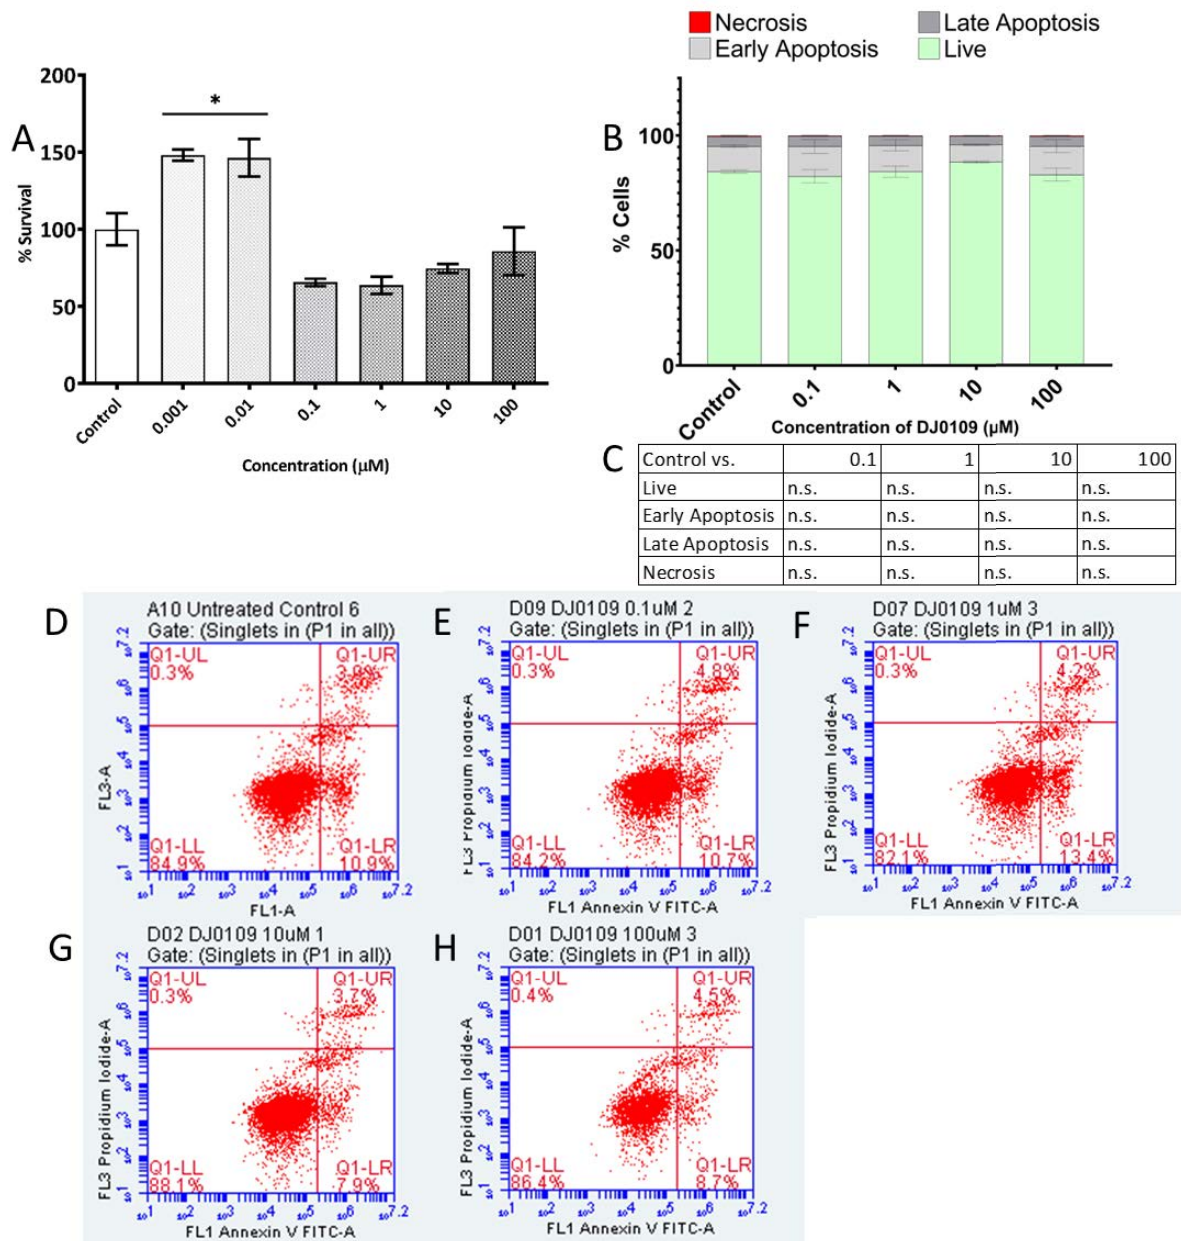 A
200
150
100
50
0
*
% Survival
Control
0.001
0.01
0.1
1
10
100
Concentration (µM)
Necrosis
Late Apoptosis
Early Apoptosis
Live
B
100
50
0
% Cells
Control
0.1
1
10
100
Concentration of DJ0109 (µM)
C
Control vs. 0.1 1 10 100
Live n.s. n.s. n.s. n.s.
Early Apoptosis n.s. n.s. n.s. n.s.
Late Apoptosis n.s. n.s. n.s. n.s.
Necrosis n.s. n.s. n.s. n.s.
D
A10 Untreated Control 6
Gate: (Singlets in (P1 in all))
Q1-UL
0.3%
Q1-UR
Q1-LL
84.9%
Q1-LR
10.9%
FL3-A
FL1-A
E
D09 DJ0109 0.1uM 2
Gate: (Singlets in (P1 in all))
Q1-UL
0.3%
Q1-UR
4.8%
Q1-LL
84.2%
Q1-LR
10.7%
FL3 Propidium Iodide-A
FL1 Annexin V FITC-A
F
D07 DJ0109 1uM 3
Gate: (Singlets in (P1 in all))
Q1-UL
0.3%
Q1-UR
4.2%
Q1-LL
82.1%
Q1-LR
13.4%
FL3 Propidium Iodide-A
FL1 Annexin V FITC-A
G
D02 DJ0109 10uM 1
Gate: (Singlets in (P1 in all))
Q1-UL
0.3%
Q1-UR
3.7%
Q1-LL
88.1%
Q1-LR
7.9%
FL3 Propidium Iodide-A
FL1 Annexin V FITC-A
H
D01 DJ0109 100uM 3
Gate: (Singlets in (P1 in all))
Q1-UL
0.4%
Q1-UR
4.5%
Q1-LL
86.4%
Q1-LR
8.7%
FL3 Propidium Iodide-A
FL1 Annexin V FITC-A